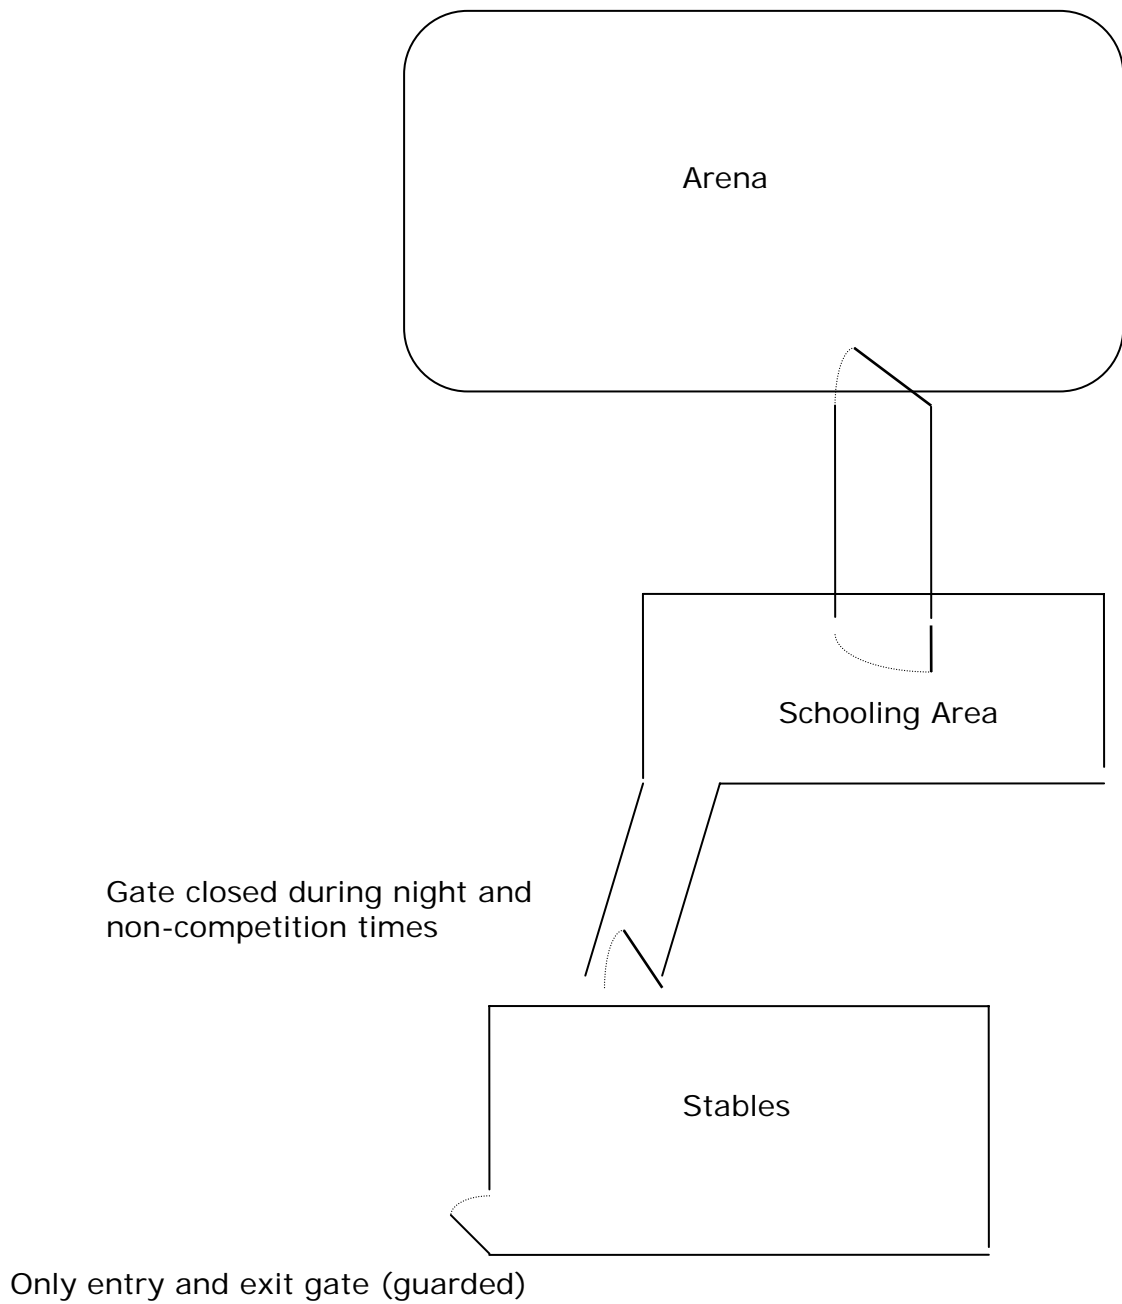 Arena
Schooling Area
Gate closed during night and
non-competition times
Stables
Only entry and exit gate (guarded)